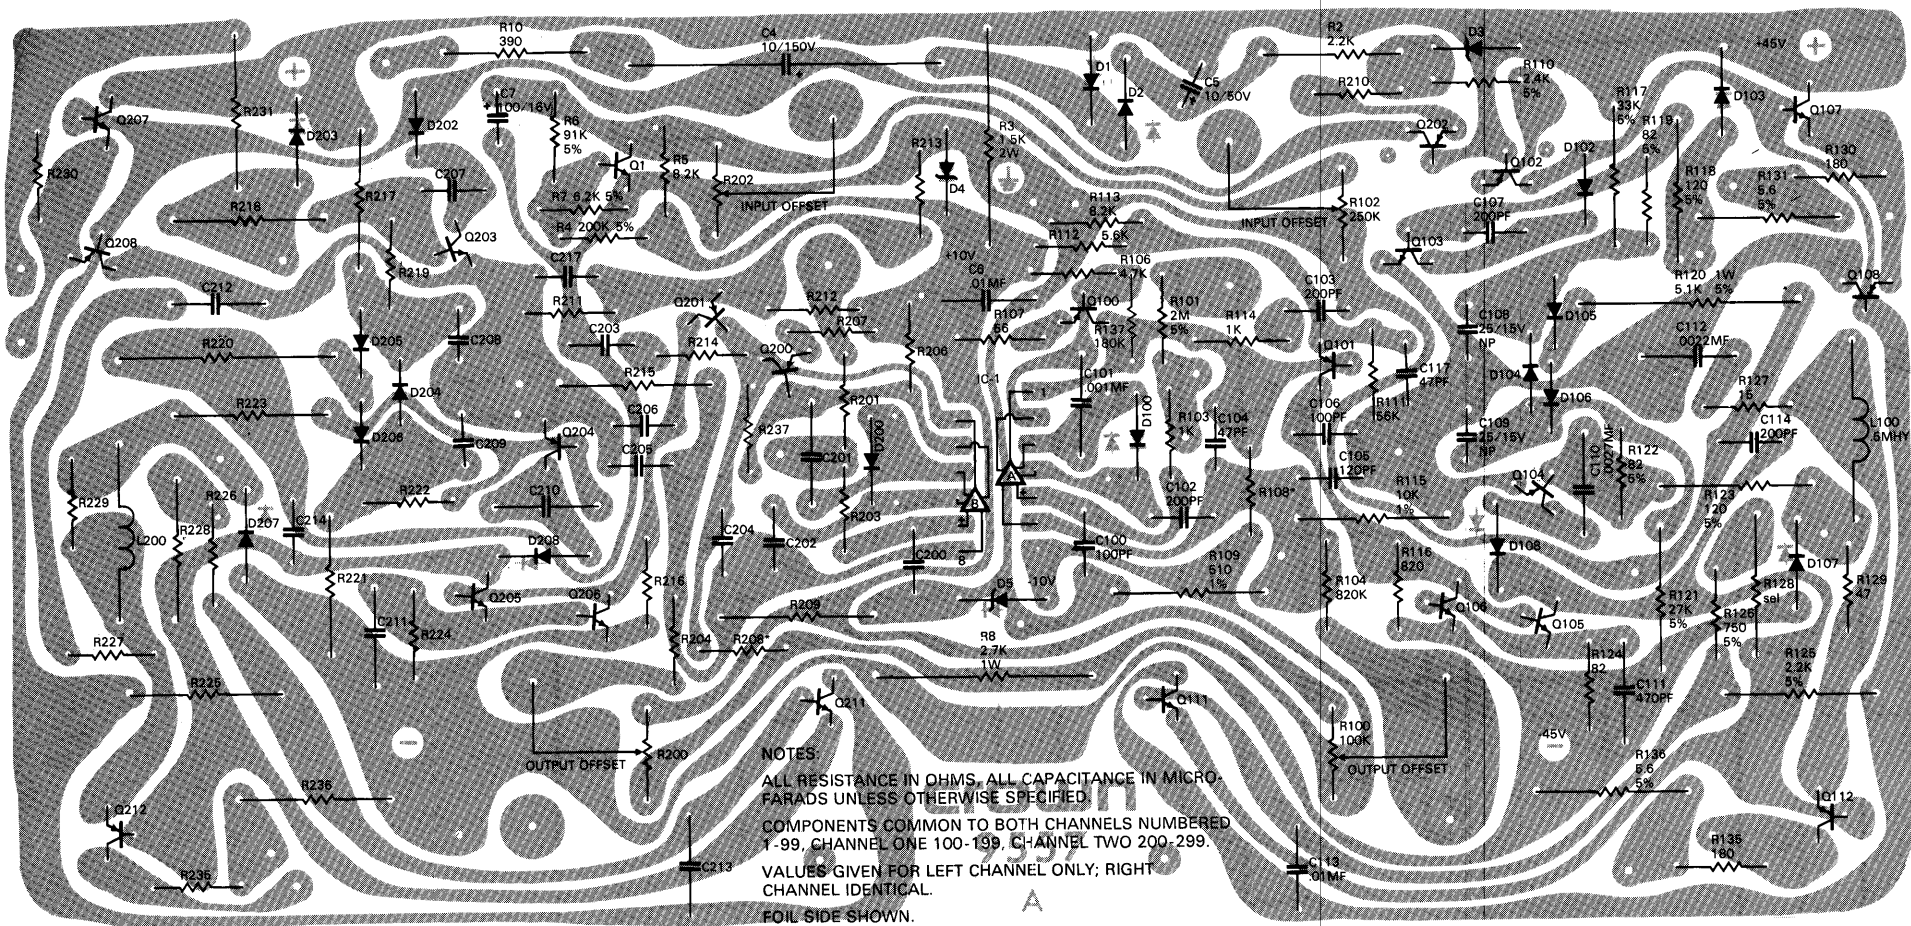 R10
390
C4
10/150V
+
D1
D2
C5
10/50V
R2
2.2K
D3
R210
R110
2.4K
5%
+45V
Q207
R231
D203
D202
C7
+ 100/16V
R6
91K
5%
Q1
R5
8.2K
R202
INPUT OFFSET
R213
D4
R3
1.5K
2W
Q202
R117
33K
5%
R119
82
5%
D103
Q107
R230
R217
C207
R7 6.2K 5%
R4 200K 5%
R113
8.2K
R112 5.6K
INPUT OFFSET
R102
250K
Q102
D102
C107
200PF
R118
120
5%
R131
5.6
5%
R130
180
Q208
R219
Q203
C217
+10V
C6
.01MF
R106
4.7K
Q103
C103
200PF
R120 1W
5.1K 5%
Q108
C212
R211
Q201
R212
R207
R107
56
Q100
R137
180K
R101
2M
5%
R114
1K
Q101
C108
25/15V
NP
D105
C112
.0022MF
R220
D205
C208
C203
R214
Q200
R206
IC-1
1
C101
.001MF
R111
56K
C117
47PF
D104
D106
R127
15
R223
D204
D206
C209
Q204
R215
C206
C205
R237
R201
D200
C201
R203
D100
R103
1K
C104
47PF
C106
100PF
C105
120PF
C109
25/15V
NP
C110
.0027MF
R122
82
5%
C114
200PF
L100
R229
L200
R228
R226
D207
C214
R222
C210
D208
C204
C202
C200
A
B
8
C102
200PF
C100
100PF
R108*
R115
10K
1%
Q104
D108
R123
120
5%
R221
C211
R224
Q205
Q206
R216
R204
R209
R208*
D5
-10V
R109
510
1%
R104
820K
R116
820
Q106
Q105
R121
27K
5%
R126
750
5%
R128
sel
D107
R129
47
R227
R225
R8
2.7K
1W
R124
82
C111
470PF
R125
2.2K
5%
Q211
Q111
R200
OUTPUT OFFSET
R100
100K
OUTPUT OFFSET
-45V
R136
5.6
5%
R236
Q212
Q112
R235
C213
C113
.01MF
R135
180
NOTES:
ALL RESISTANCE IN OHMS, ALL CAPACITANCE IN MICRO-
FARADS UNLESS OTHERWISE SPECIFIED.
COMPONENTS COMMON TO BOTH CHANNELS NUMBERED
1-99, CHANNEL ONE 100-199, CHANNEL TWO 200-299.
VALUES GIVEN FOR LEFT CHANNEL ONLY; RIGHT
CHANNEL IDENTICAL.
FOIL SIDE SHOWN.
A